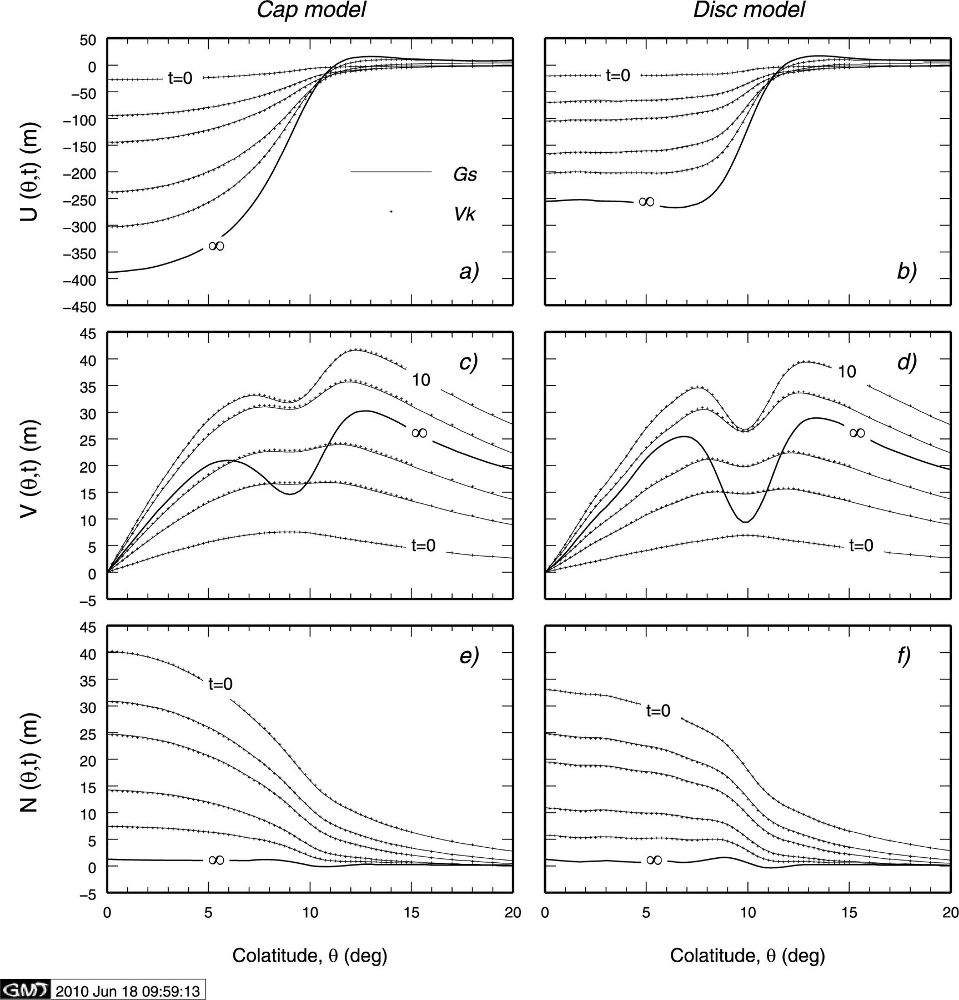 Cap model
Disc model
U (θ,t) (m)
50
0
−50
−100
−150
−200
−250
−300
−350
−400
−450
t=0
Gs
Vk
∞
a)
t=0
∞
b)
V (θ,t) (m)
45
40
35
30
25
20
15
10
5
0
−5
c)
10
∞
t=0
d)
10
∞
t=0
N (θ,t) (m)
45
40
35
30
25
20
15
10
5
0
−5
e)
t=0
∞
f)
t=0
∞
0 5 10 15 20
0 5 10 15 20
Colatitude, θ (deg)
Colatitude, θ (deg)
GMT 2010 Jun 18 09:59:13